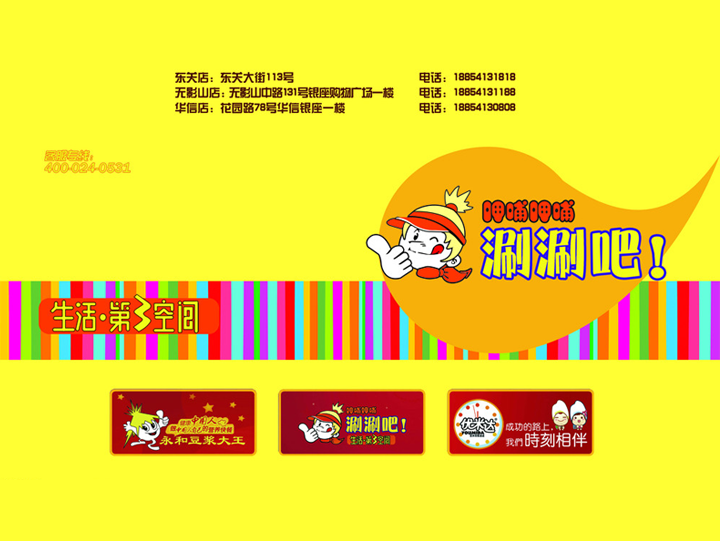 东关店：东关大街113号 电话：18854131818
无影山店：无影山中路131号银座购物广场一楼 电话：18854131188
华信店：花园路78号华信银座一楼 电话：18854130808
400-024-0531
呷哺呷哺
涮涮吧！
生活·第3空间
永和豆浆大王
呷哺呷哺
涮涮吧！
生活第3空间
优米达
成功的路上，
我們時刻相伴